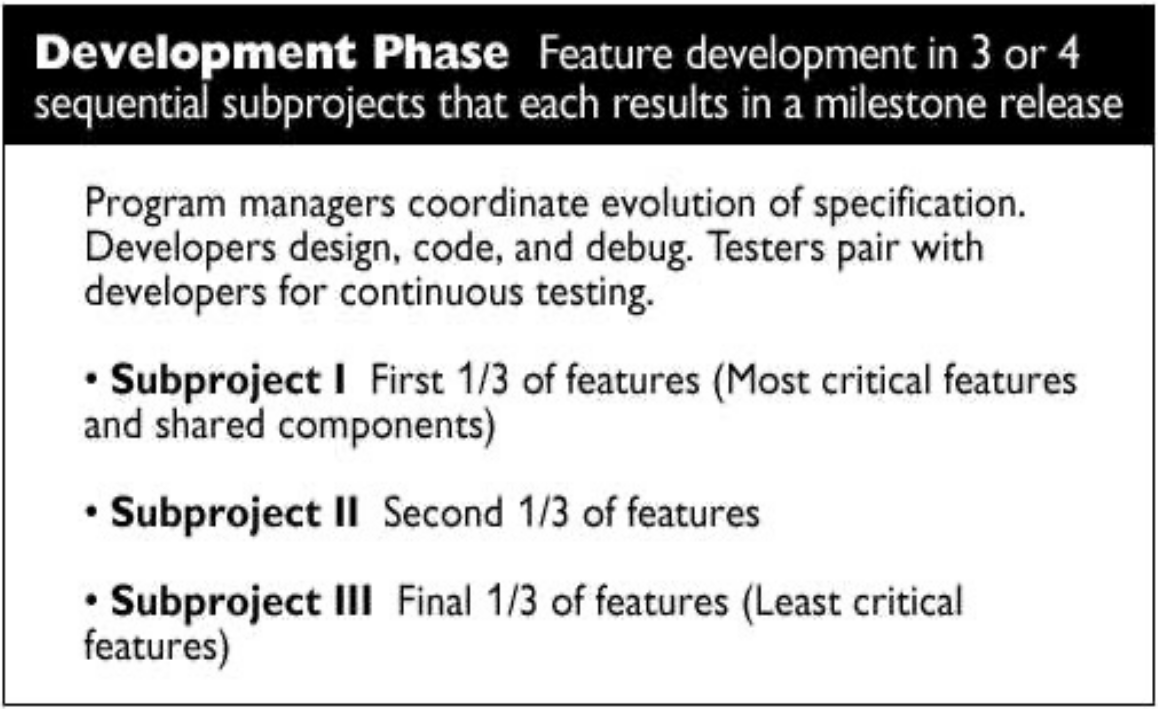 Development Phase Feature development in 3 or 4
sequential subprojects that each results in a milestone release
Program managers coordinate evolution of specification.
Developers design, code, and debug. Testers pair with
developers for continuous testing.
• Subproject I First 1/3 of features (Most critical features
and shared components)
• Subproject II Second 1/3 of features
• Subproject III Final 1/3 of features (Least critical
features)